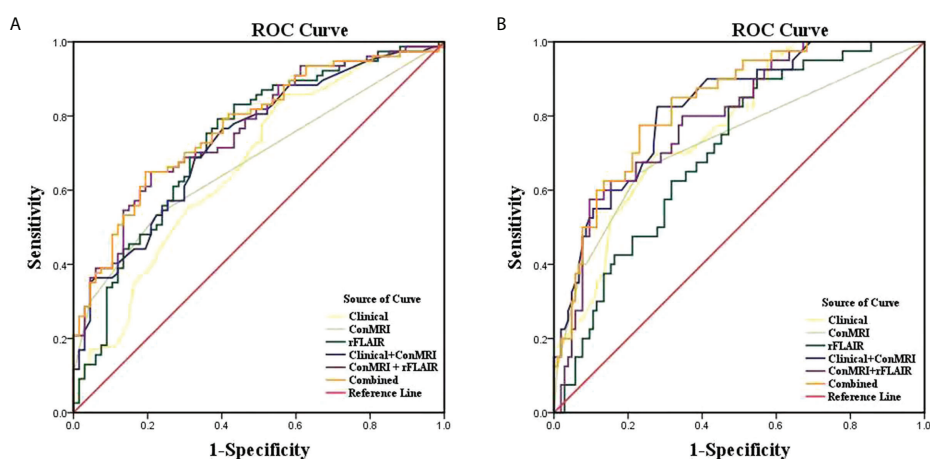 A
ROC Curve
Sensitivity
1.0
0.8
0.6
0.4
0.2
0.0
0.0 0.2 0.4 0.6 0.8 1.0
1-Specificity
Source of Curve
Clinical
ConMRI
rFLAIR
Clinical+ConMRI
ConMRI + rFLAIR
Combined
Reference Line
B
ROC Curve
Sensitivity
1.0
0.8
0.6
0.4
0.2
0.0
0.0 0.2 0.4 0.6 0.8 1.0
1-Specificity
Source of Curve
Clinical
ConMRI
rFLAIR
Clinical+ConMRI
ConMRI+rFLAIR
Combined
Reference Line